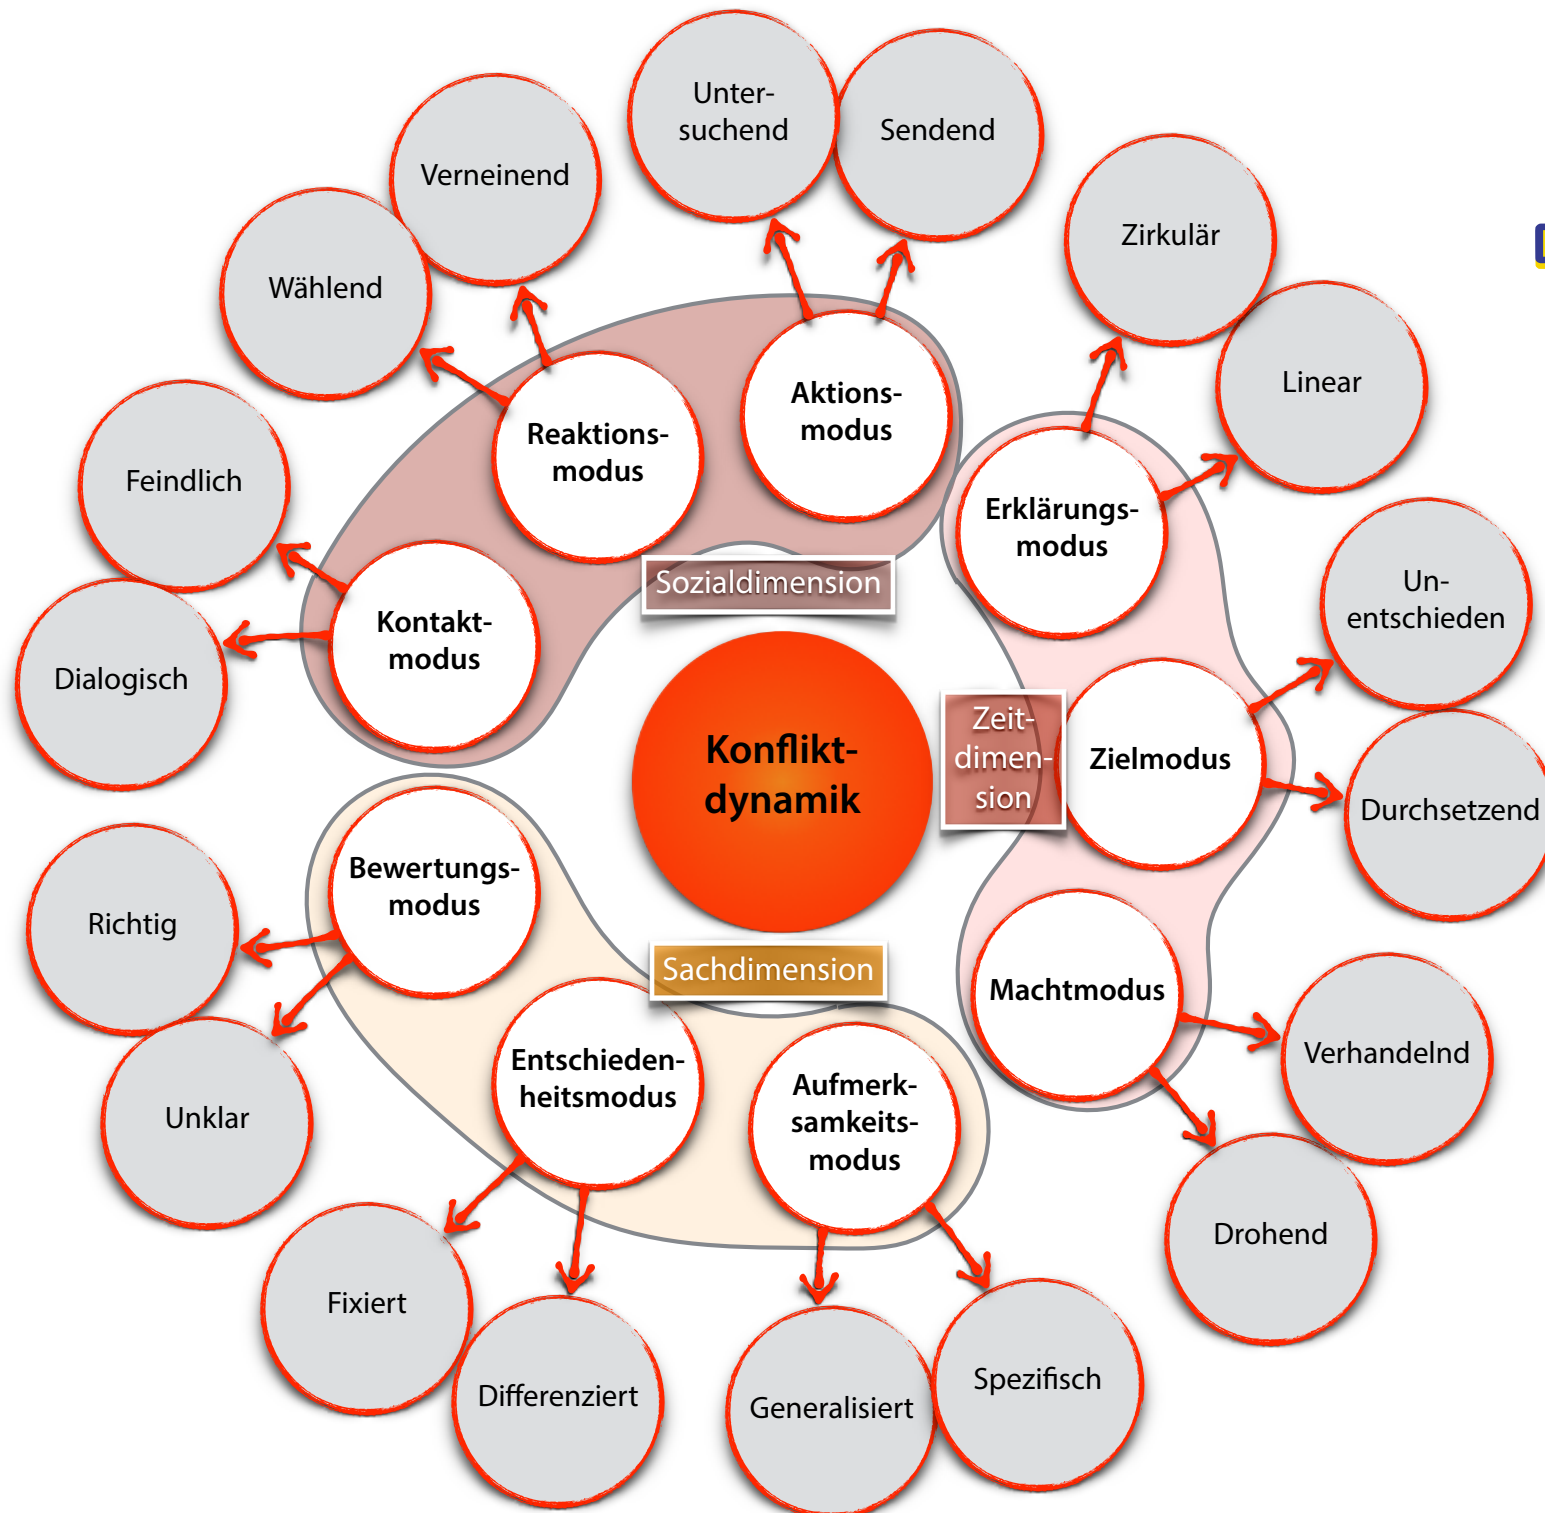 Unter-
suchend
Sendend
Verneinend
Wählend
Zirkulär
Linear
Aktions-
modus
Reaktions-
modus
Feindlich
Dialogisch
Kontakt-
modus
Sozialdimension
Erklärungs-
modus
Un-
entschieden
Durchsetzend
Zielmodus
Zeit-
dimen-
sion
Konflikt-
dynamik
Bewertungs-
modus
Richtig
Unklar
Sachdimension
Machtmodus
Verhandelnd
Drohend
Entschieden-
heitsmodus
Aufmerk-
samkeits-
modus
Fixiert
Differenziert
Generalisiert
Spezifisch